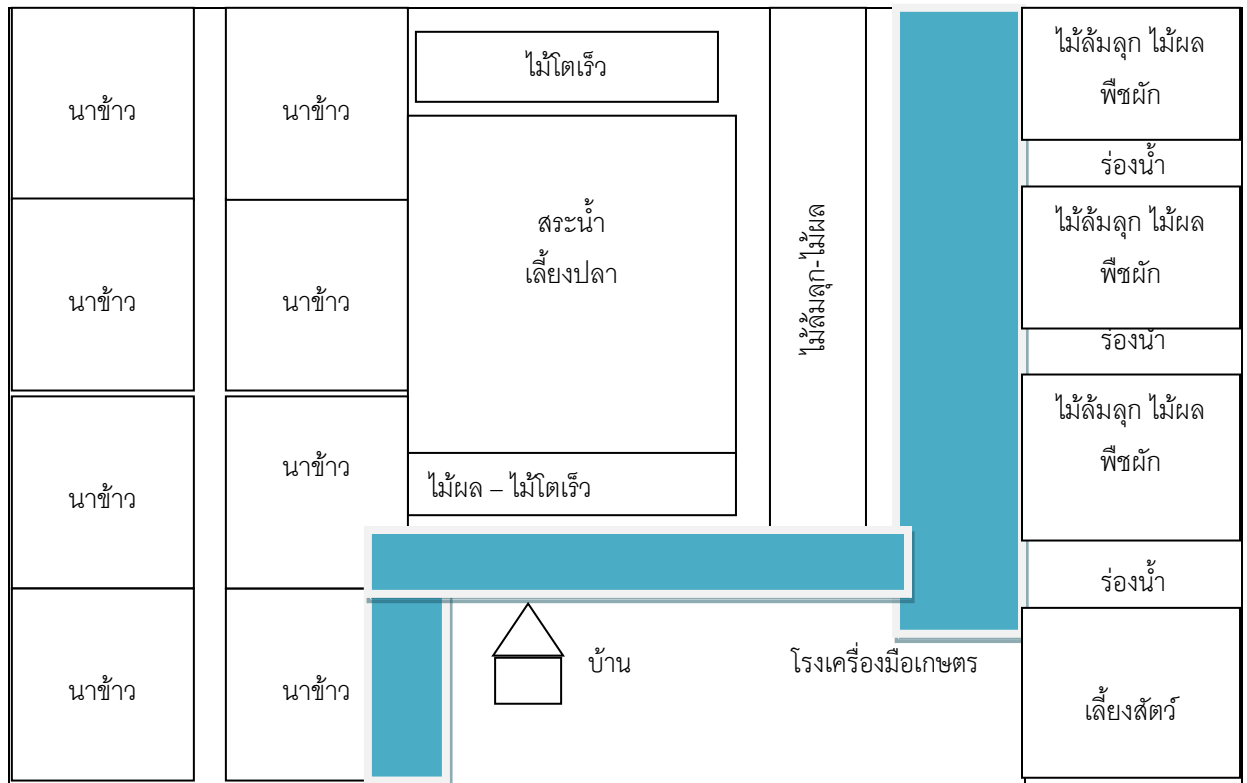 นาข้าว
นาข้าว
ไม้โตเร็ว
ไม้ล้มลุก ไม้ผล
พืชผัก
ร่องน้ำ
นาข้าว
นาข้าว
สระน้ำ
เลี้ยงปลา
ไม้ล้มลุก-ไม้ผล
ไม้ล้มลุก ไม้ผล
พืชผัก
ร่องน้ำ
นาข้าว
นาข้าว
ไม้ผล – ไม้โตเร็ว
ไม้ล้มลุก ไม้ผล
พืชผัก
ร่องน้ำ
นาข้าว
นาข้าว
บ้าน
โรงเครื่องมือเกษตร
เลี้ยงสัตว์